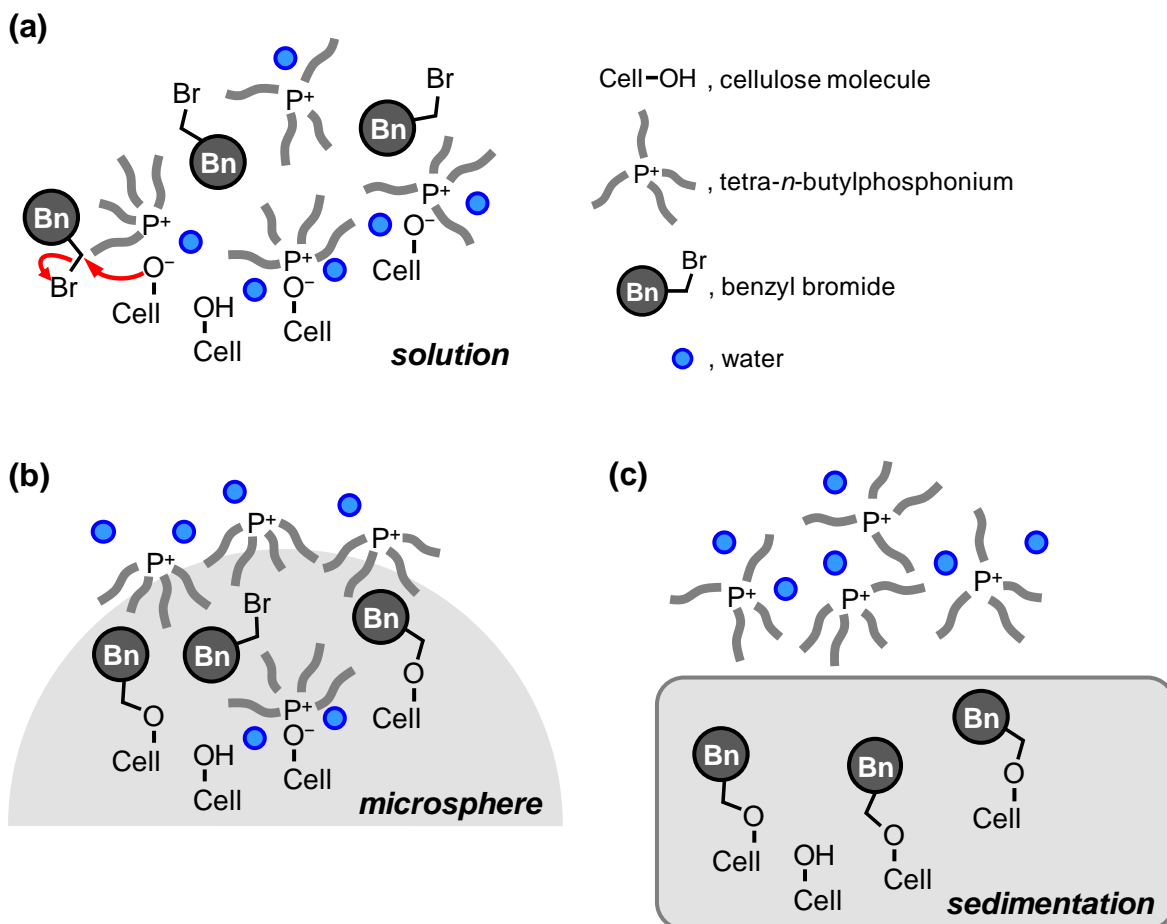 (a)
Br
P⁺
Br
Bn
Bn
Bn
P⁺
P⁺
Br
O⁻
Cell
P⁺
O⁻
Cell
O⁻
Cell
OH
Cell
solution
Cell–OH , cellulose molecule
P⁺ , tetra-n-butylphosphonium
Br
Bn , benzyl bromide
, water
(b)
P⁺
P⁺
P⁺
Br
Bn
Bn
Bn
O
Cell
O
Cell
P⁺
O⁻
Cell
OH
Cell
microsphere
(c)
P⁺
P⁺
P⁺
P⁺
Bn
O
Cell
Bn
O
Cell
Bn
O
Cell
OH
Cell
sedimentation